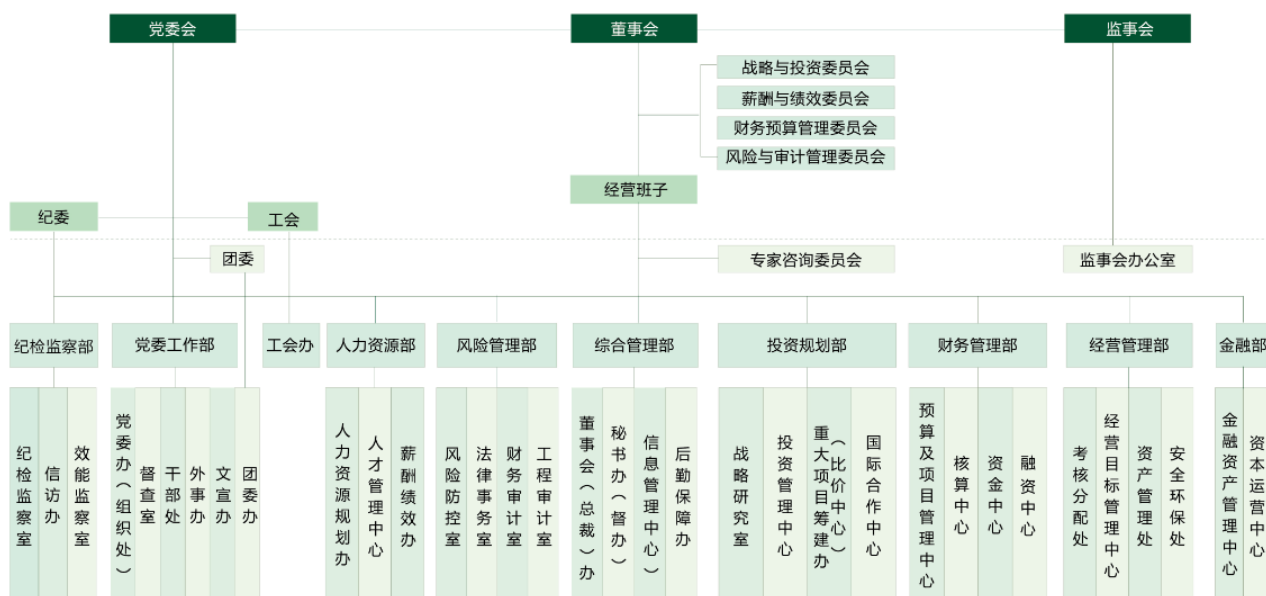 党委会
董事会
监事会
战略与投资委员会
薪酬与绩效委员会
财务预算管理委员会
风险与审计管理委员会
经营班子
纪委
工会
团委
专家咨询委员会
监事会办公室
纪检监察部
党委工作部
工会办
人力资源部
风险管理部
综合管理部
投资规划部
财务管理部
经营管理部
金融部
纪检监察室
信访办
效能监察室
党委办（组织处）
督查室
干部处
外事办
文宣办
团委办
人力资源规划办
人才管理中心
薪酬绩效办
风险防控室
法律事务室
财务审计室
工程审计室
董事会（总裁）办
秘书办（督办）
信息管理中心）
后勤保障办
战略研究室
投资管理中心
重大项目筹建办
（比价中心）
国际合作中心
预算及项目管理中心
核算中心
资金中心
融资中心
考核分配处
经营目标管理中心
资产管理处
安全环保处
金融资产管理中心
资本运营中心